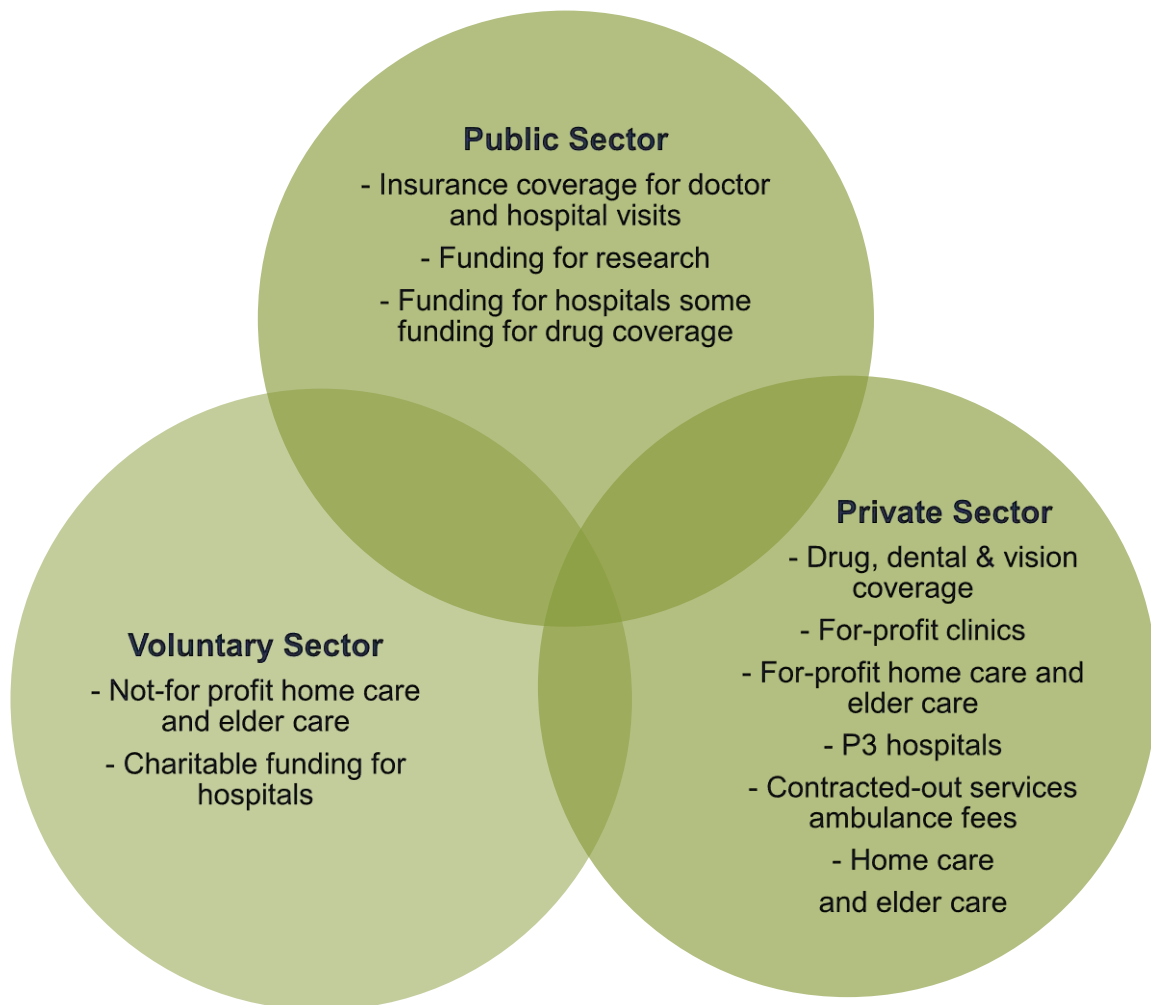 Public Sector
- Insurance coverage for doctor
and hospital visits
- Funding for research
- Funding for hospitals some
funding for drug coverage
Voluntary Sector
- Not-for profit home care
and elder care
- Charitable funding for
hospitals
Private Sector
- Drug, dental & vision
coverage
- For-profit clinics
- For-profit home care and
elder care
- P3 hospitals
- Contracted-out services
ambulance fees
- Home care
and elder care